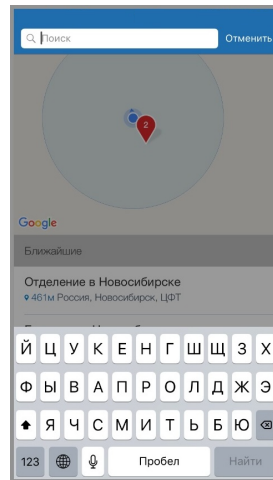 Поиск
Отменить
2
Google
Ближайшие
Отделение в Новосибирске
461м Россия, Новосибирск, ЦФТ
Й Ц У К Е Н Г Ш Щ З Х
Ф Ы В А П Р О Л Д Ж Э
Я Ч С М И Т Ь Б Ю
123 Пробел Найти